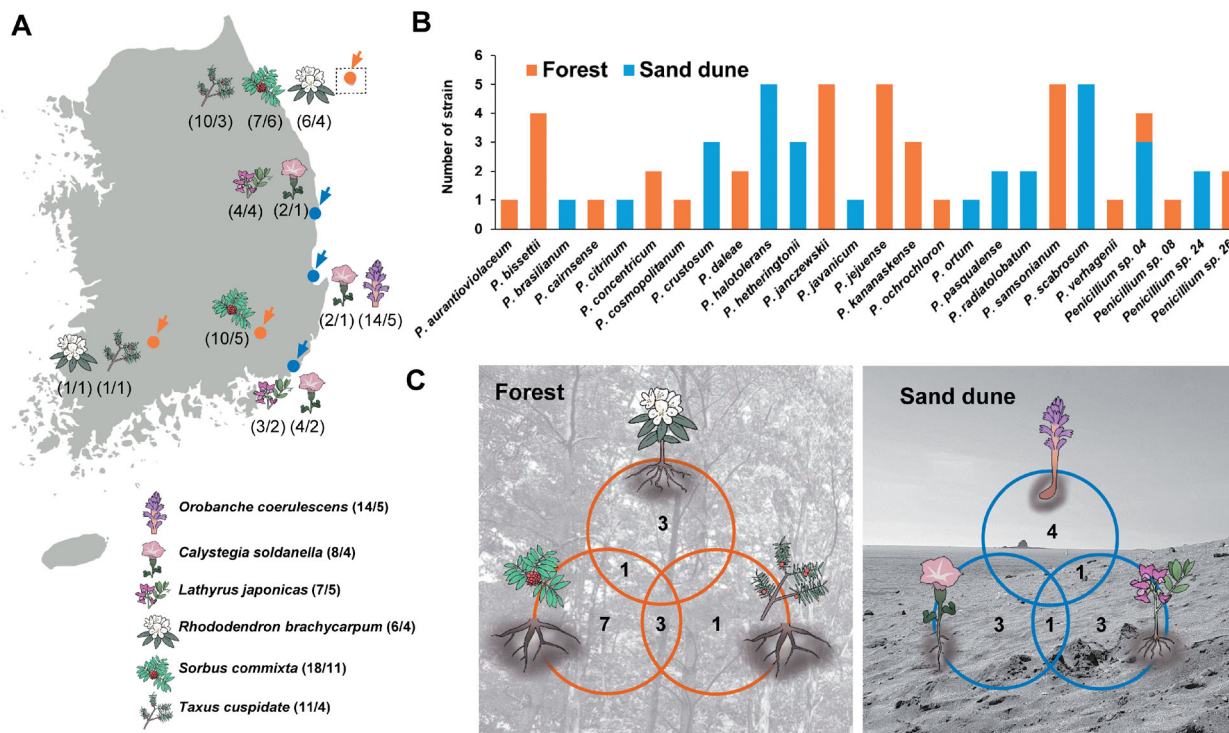 A
(10/3) (7/6) (6/4)
(4/4) (2/1)
(2/1) (14/5)
(10/5)
(1/1) (1/1)
(3/2) (4/2)
Orobanche coerulescens (14/5)
Calystegia soldanella (8/4)
Lathyrus japonicas (7/5)
Rhododendron brachycarpum (6/4)
Sorbus commixta (18/11)
Taxus cuspidate (11/4)
B
Forest Sand dune
Number of strain
6
5
4
3
2
1
0
P. aurantioviolaceum
P. bissettii
P. brasilianum
P. cairnsense
P. citrinum
P. concentricum
P. cosmopolitanum
P. crustosum
P. daleae
P. halotolerans
P. hetheringtonii
P. janczewskii
P. javanicum
P. jejuense
P. kananaskense
P. ochrochloron
P. ortum
P. pasqualense
P. radiatolobatum
P. samsonianum
P. scabrosum
P. verhagenii
Penicillium sp. 04
Penicillium sp. 08
Penicillium sp. 24
Penicillium sp. 26
C
Forest
3
1
7 3 1
Sand dune
4
1
3 1 3